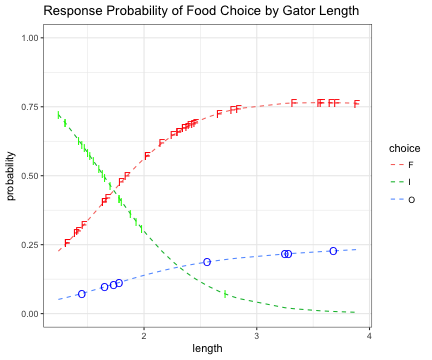 Response Probability of Food Choice by Gator Length
1.00
0.75
0.50
0.25
0.00
probability
2
3
4
length
choice
F
I
O